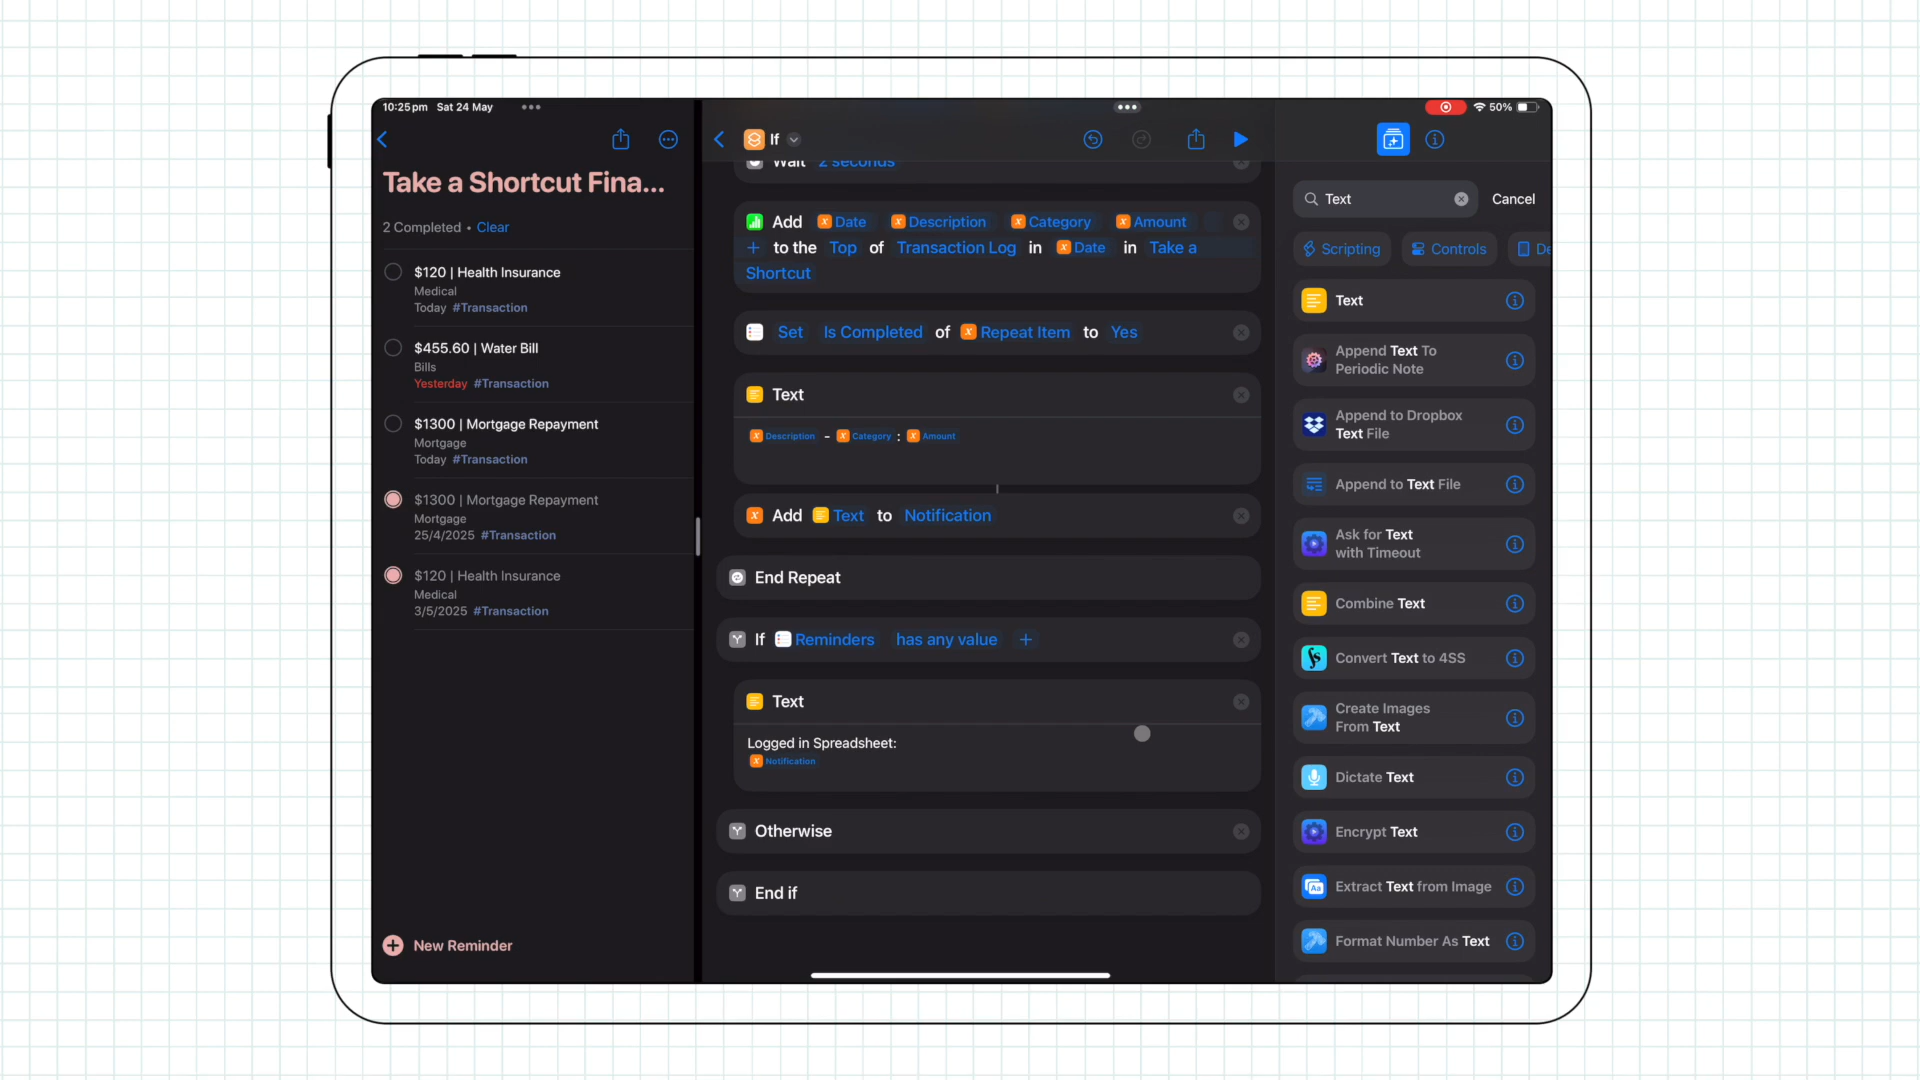 10:25 pm Sat 24 May
50%
Take a Shortcut Fina...
2 Completed • Clear
$120 | Health Insurance
Medical
Today #Transaction
$455.60 | Water Bill
Bills
Yesterday #Transaction
$1300 | Mortgage Repayment
Mortgage
Today #Transaction
$1300 | Mortgage Repayment
Mortgage
25/4/2025 #Transaction
$120 | Health Insurance
Medical
3/5/2025 #Transaction
New Reminder
If
Wait 2 seconds
Add Date Description Category Amount
+ to the Top of Transaction Log in Date in Take a
Shortcut
Set Is Completed of Repeat Item to Yes
Text
Description - Category : Amount
Add Text to Notification
End Repeat
If Reminders has any value +
Text
Logged in Spreadsheet:
Notification
Otherwise
End if
Text
Cancel
Scripting Controls De
Text
Append Text To
Periodic Note
Append to Dropbox
Text File
Append to Text File
Ask for Text
with Timeout
Combine Text
Convert Text to 4SS
Create Images
From Text
Dictate Text
Encrypt Text
Extract Text from Image
Format Number As Text